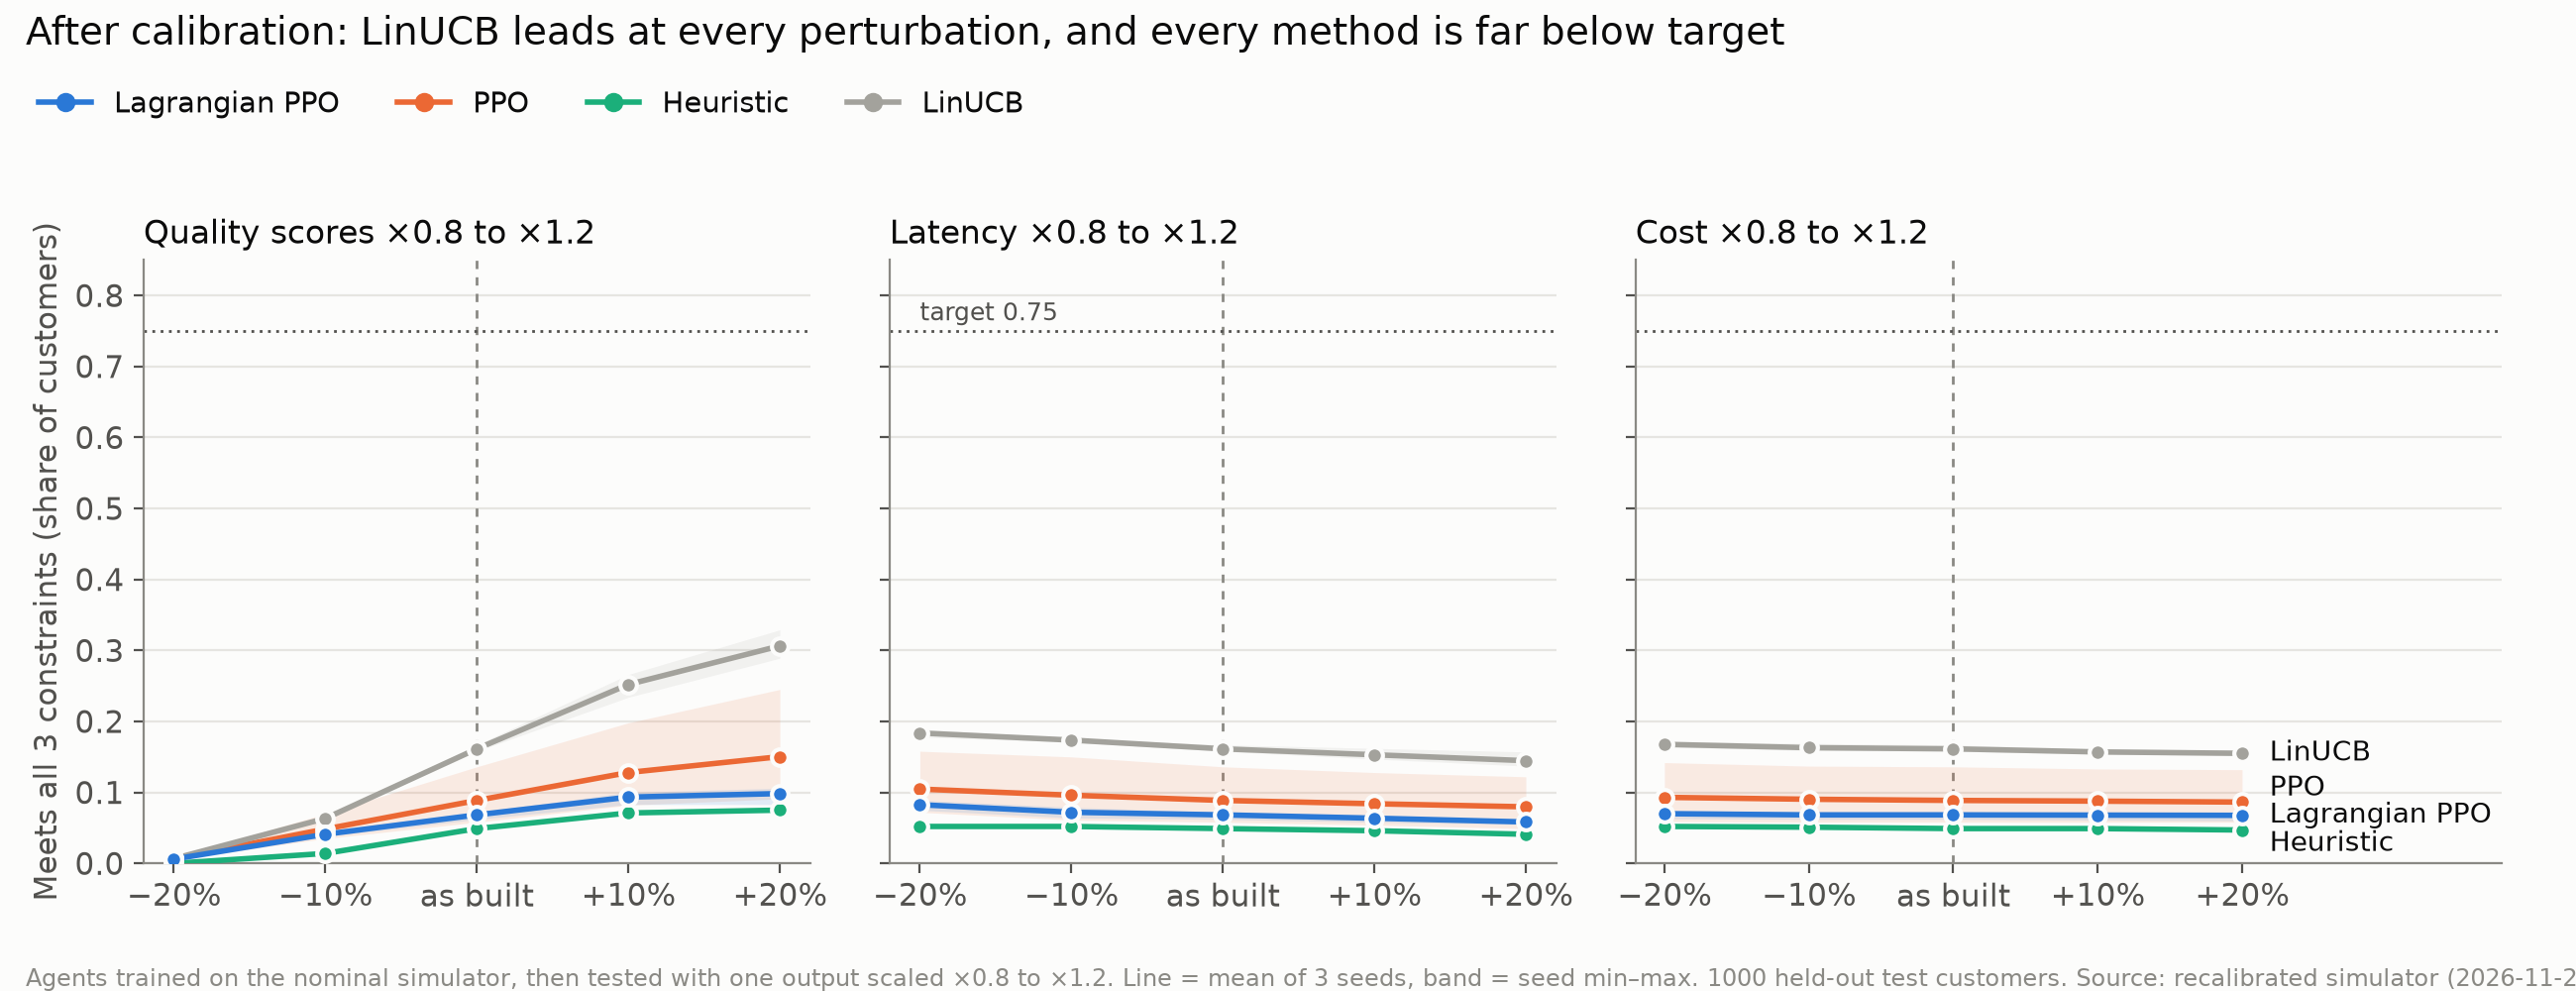 After calibration: LinUCB leads at every perturbation, and every method is far below target
Lagrangian PPO
PPO
Heuristic
LinUCB
Meets all 3 constraints (share of customers)
Quality scores ×0.8 to ×1.2
0.8
0.7
0.6
0.5
0.4
0.3
0.2
0.1
0.0
−20%
−10%
as built
+10%
+20%
Latency ×0.8 to ×1.2
target 0.75
−20%
−10%
as built
+10%
+20%
Cost ×0.8 to ×1.2
LinUCB
PPO
Lagrangian PPO
Heuristic
−20%
−10%
as built
+10%
+20%
Agents trained on the nominal simulator, then tested with one output scaled ×0.8 to ×1.2. Line = mean of 3 seeds, band = seed min–max. 1000 held-out test customers. Source: recalibrated simulator (2026-11-2